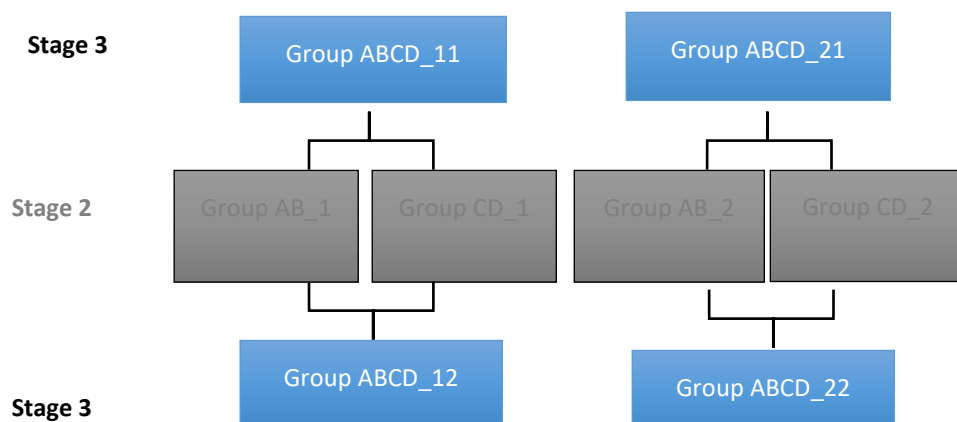 Stage 3
Group ABCD_11
Group ABCD_21
Stage 2
Group AB_1
Group CD_1
Group AB_2
Group CD_2
Group ABCD_12
Group ABCD_22
Stage 3